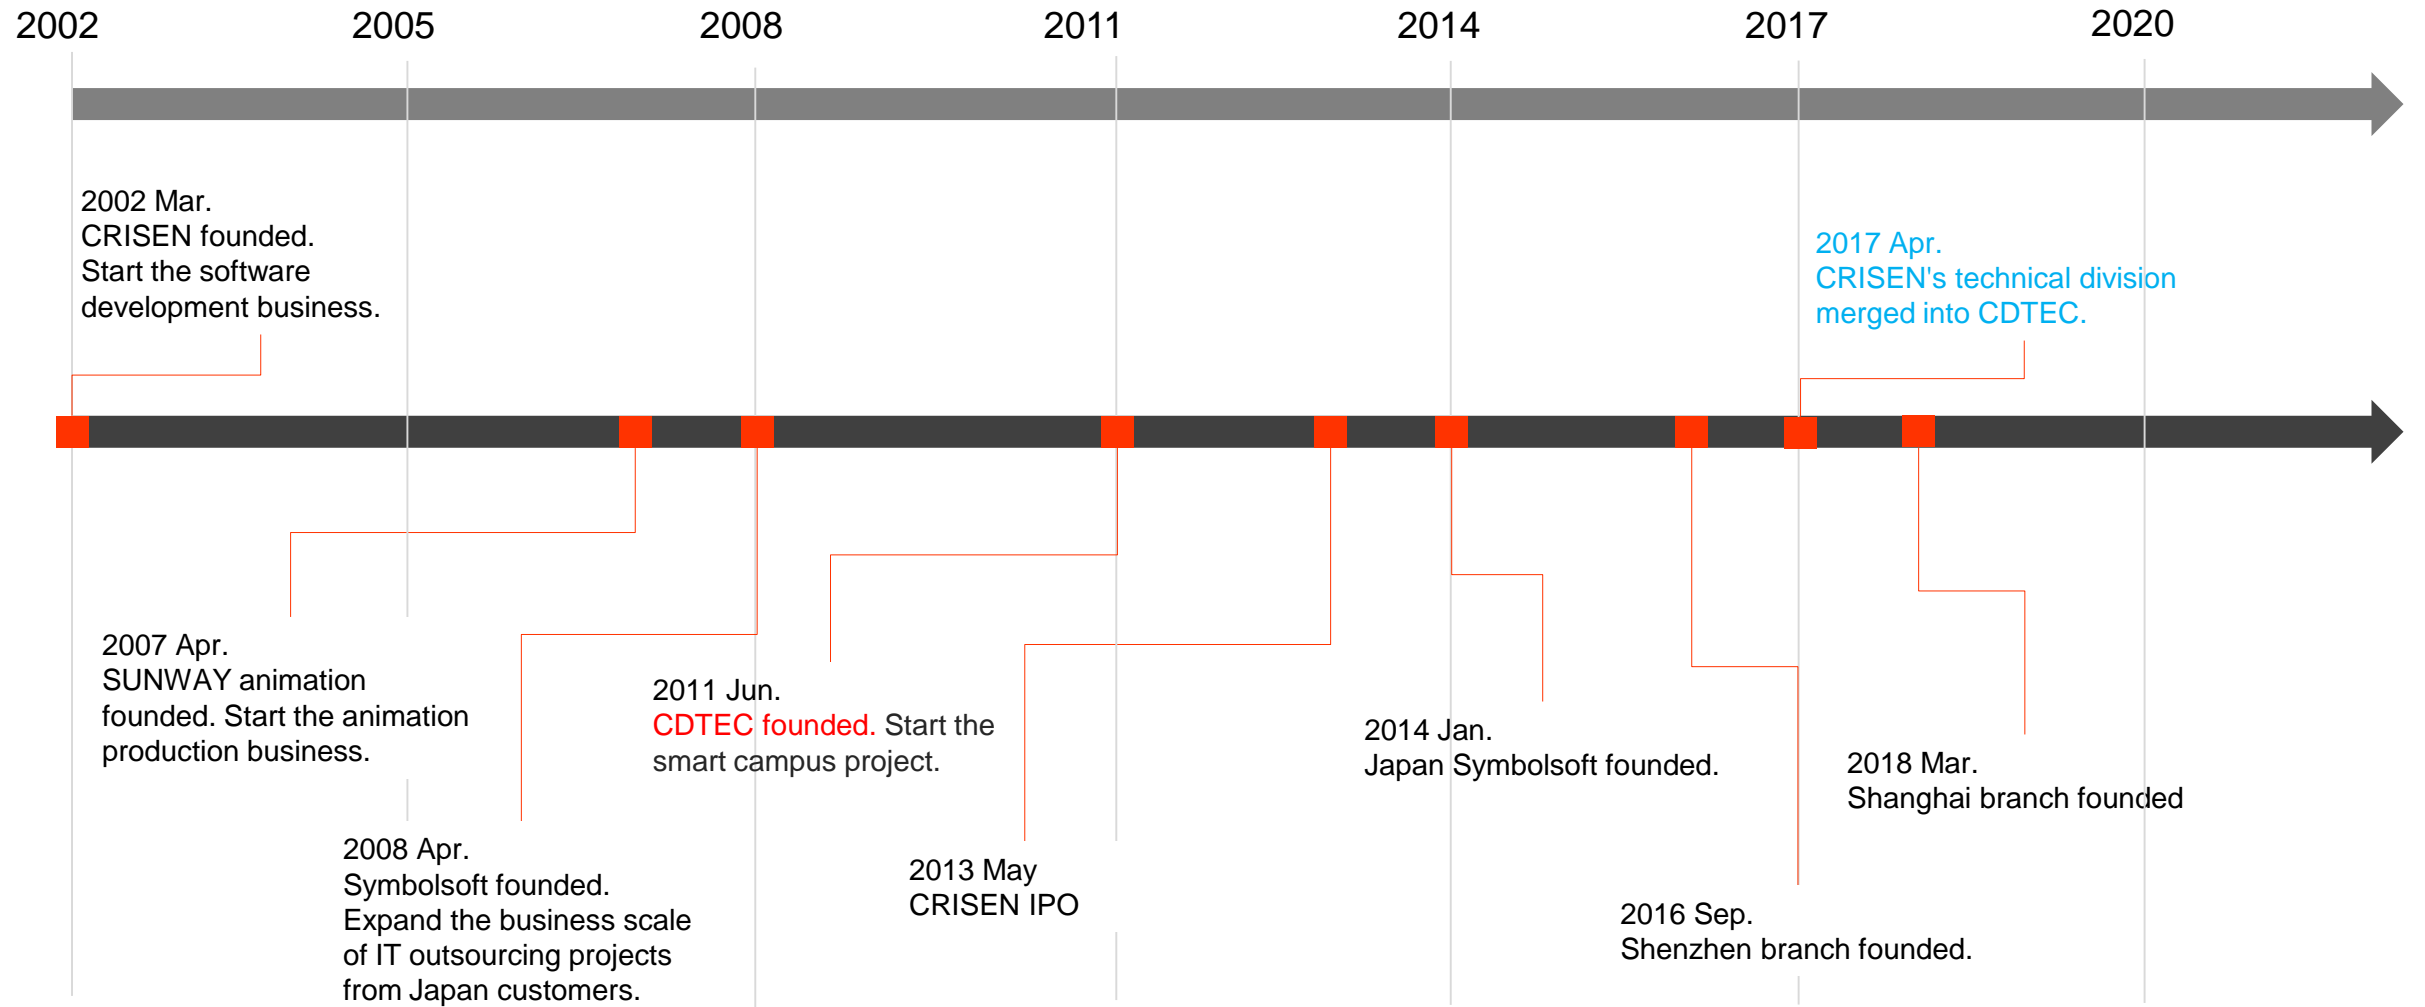 2002 2005 2008 2011 2014 2017 2020
2002 Mar.
CRISEN founded.
Start the software
development business.
2017 Apr.
CRISEN's technical division
merged into CDTEC.
2007 Apr.
SUNWAY animation
founded. Start the animation
production business.
2008 Apr.
Symbolsoft founded.
Expand the business scale
of IT outsourcing projects
from Japan customers.
2011 Jun.
CDTEC founded. Start the
smart campus project.
2013 May
CRISEN IPO
2014 Jan.
Japan Symbolsoft founded.
2016 Sep.
Shenzhen branch founded.
2018 Mar.
Shanghai branch founded